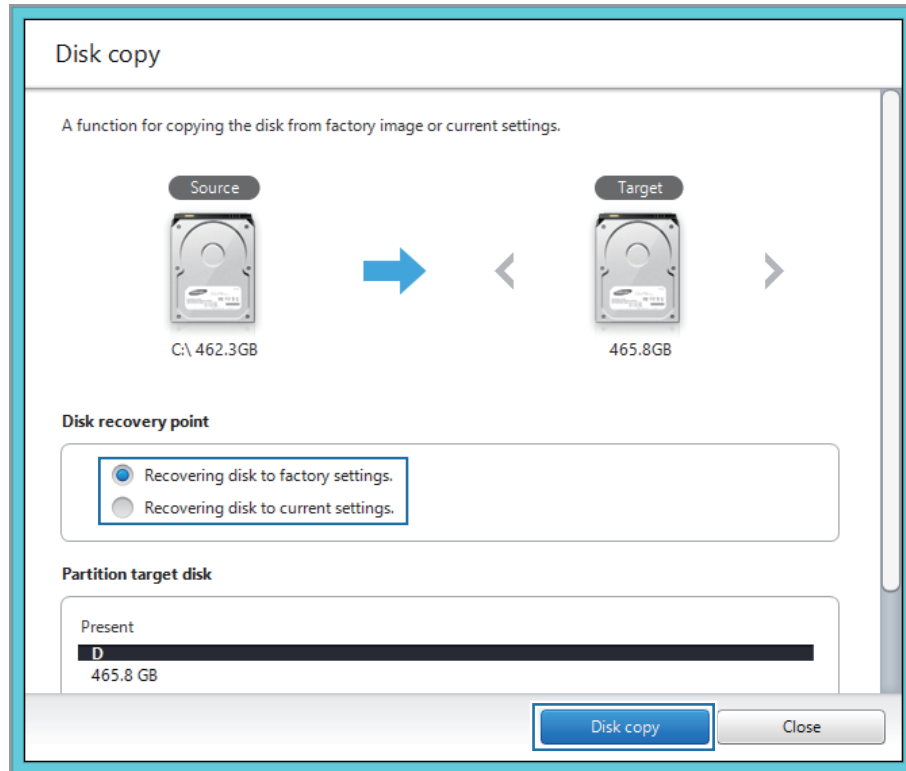 Disk copy
A function for copying the disk from factory image or current settings.
Source
Target
C:\ 462.3GB
465.8GB
Disk recovery point
Recovering disk to factory settings.
Recovering disk to current settings.
Partition target disk
Present
D
465.8 GB
Disk copy
Close